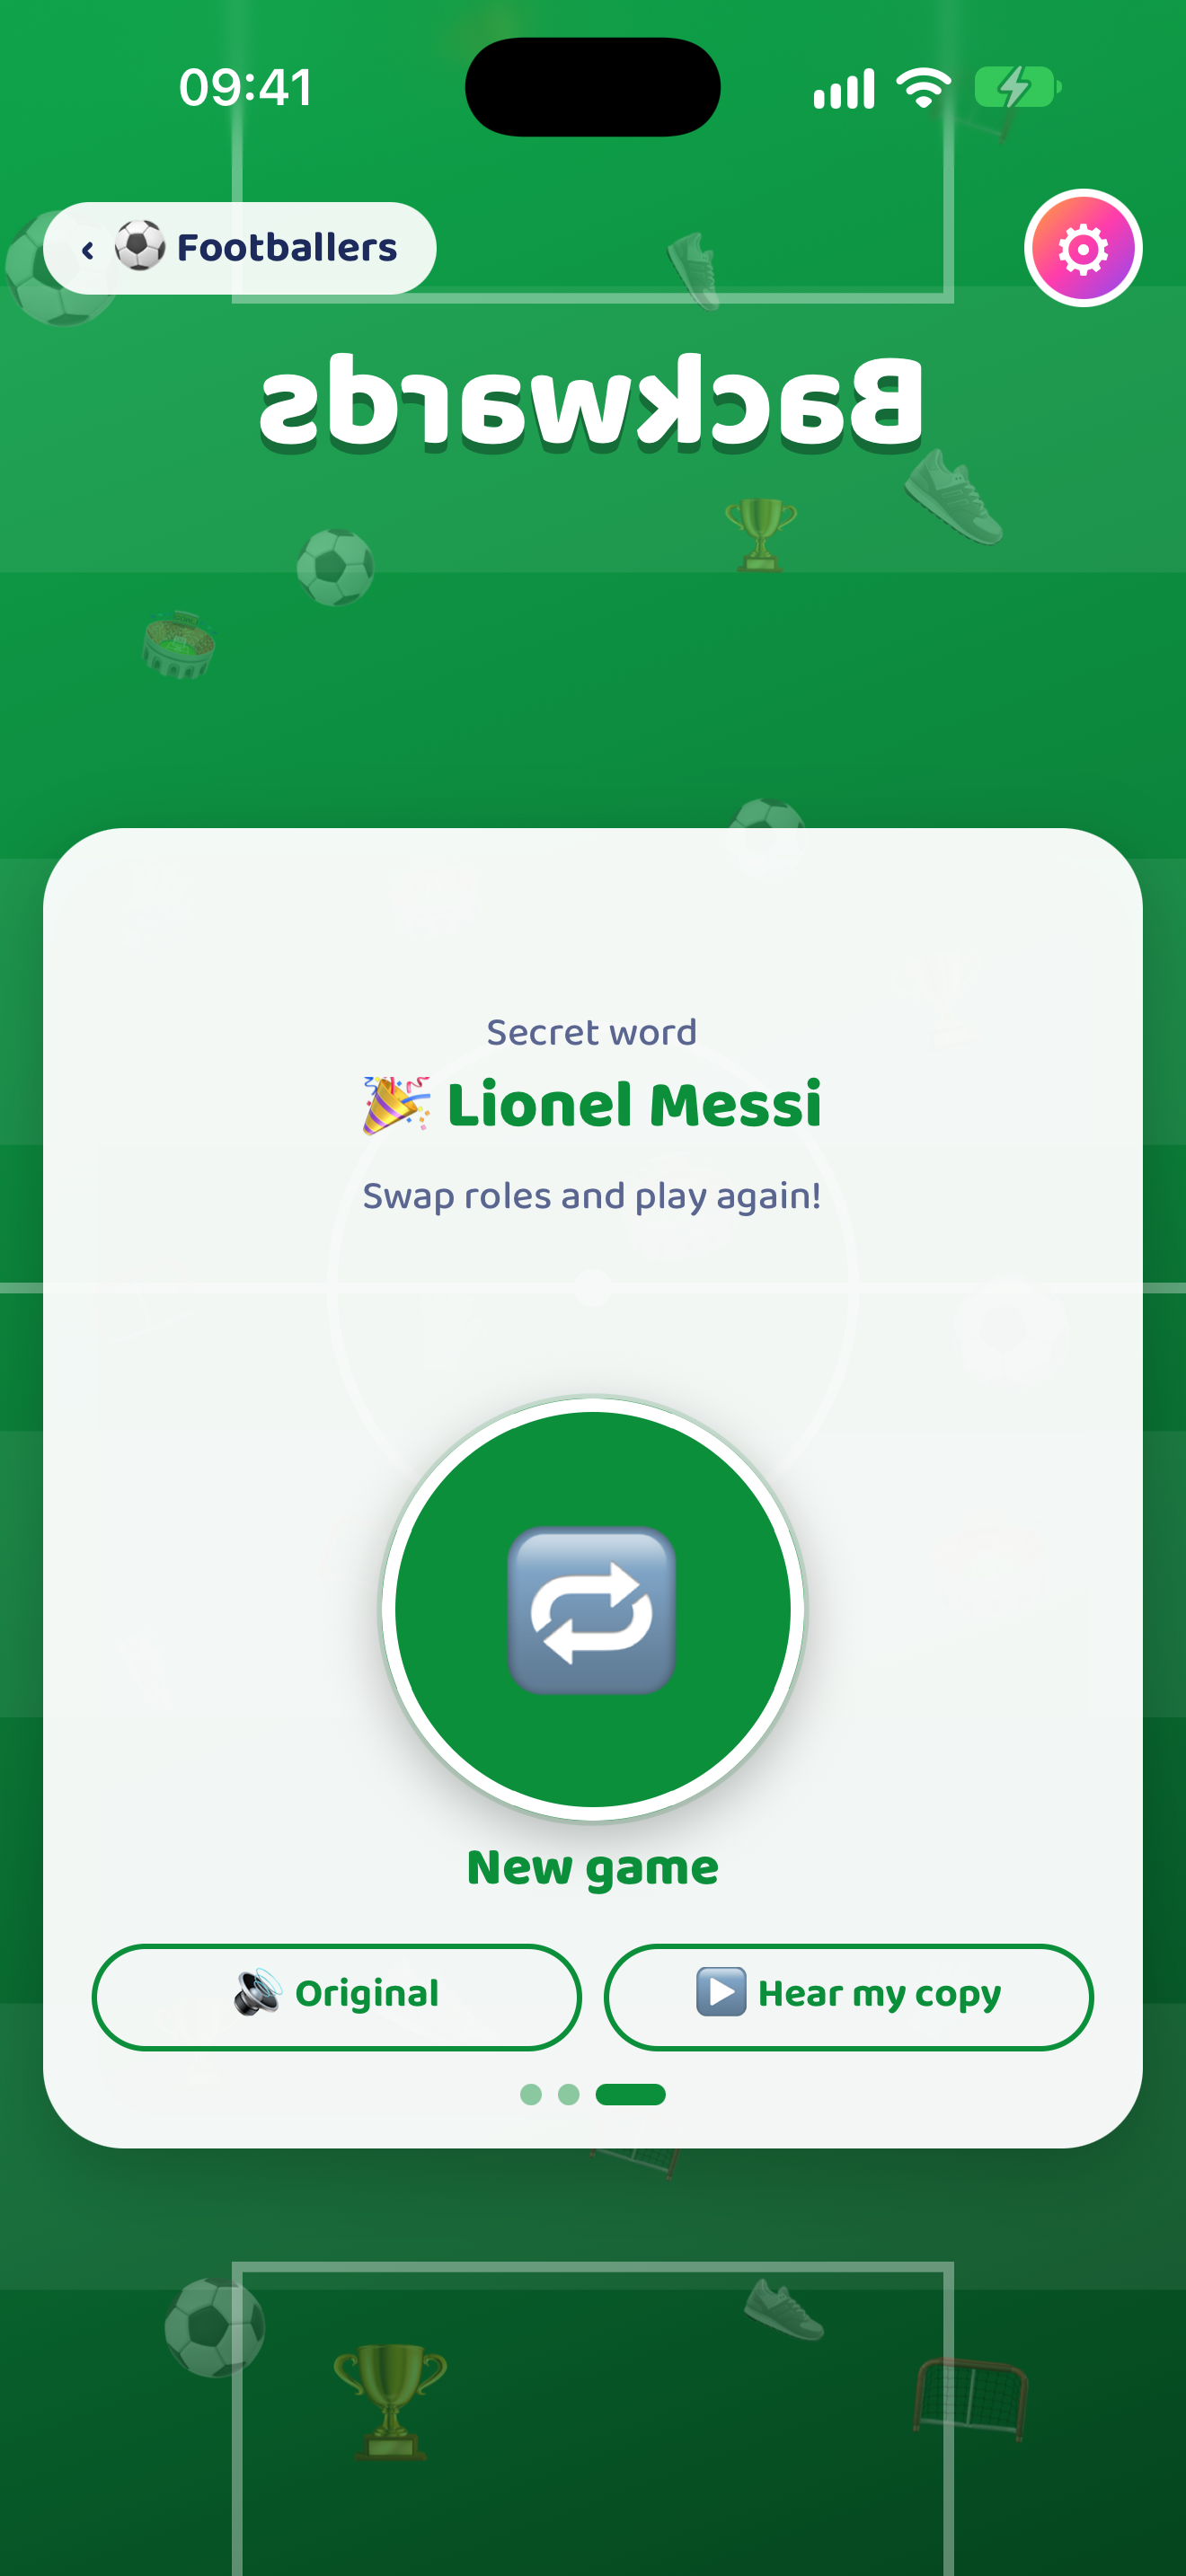 09:41
‹ ⚽ Footballers
Backwards
Secret word
🎉 Lionel Messi
Swap roles and play again!
New game
🔊 Original
▶️ Hear my copy